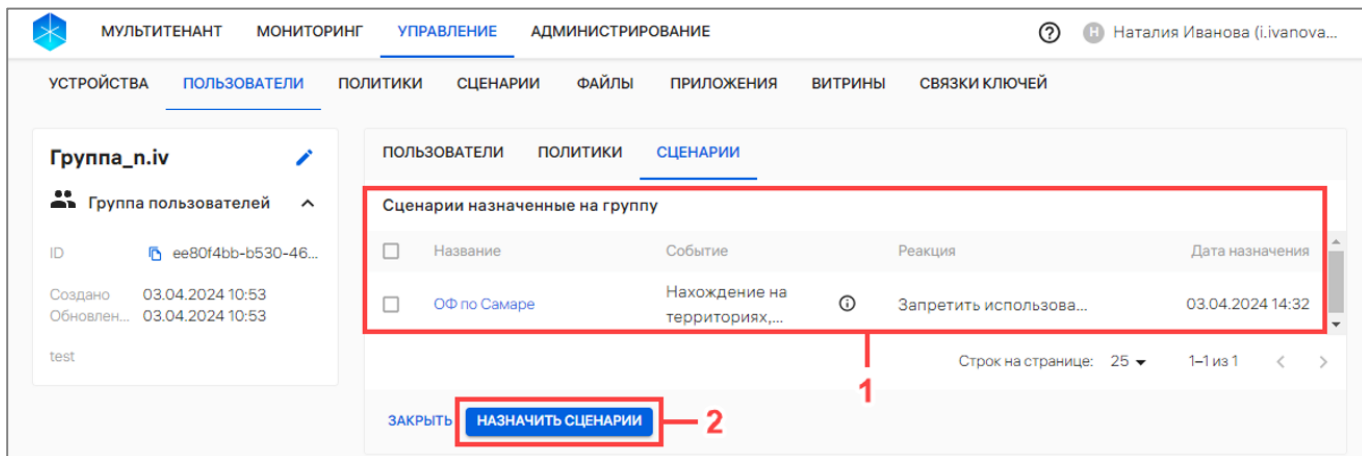 МУЛЬТИТЕНАНТ МОНИТОРИНГ УПРАВЛЕНИЕ АДМИНИСТРИРОВАНИЕ ? Н Наталия Иванова (i.ivanova...
УСТРОЙСТВА ПОЛЬЗОВАТЕЛИ ПОЛИТИКИ СЦЕНАРИИ ФАЙЛЫ ПРИЛОЖЕНИЯ ВИТРИНЫ СВЯЗКИ КЛЮЧЕЙ
Группа_n.iv
Группа пользователей
ID ee80f4bb-b530-46...
Создано 03.04.2024 10:53
Обновлен... 03.04.2024 10:53
test
ПОЛЬЗОВАТЕЛИ ПОЛИТИКИ СЦЕНАРИИ
Сценарии назначенные на группу
Название Событие Реакция Дата назначения
ОФ по Самаре Нахождение на территориях,... Запретить использова... 03.04.2024 14:32
Строк на странице: 25 1–1 из 1
1
ЗАКРЫТЬ НАЗНАЧИТЬ СЦЕНАРИИ 2